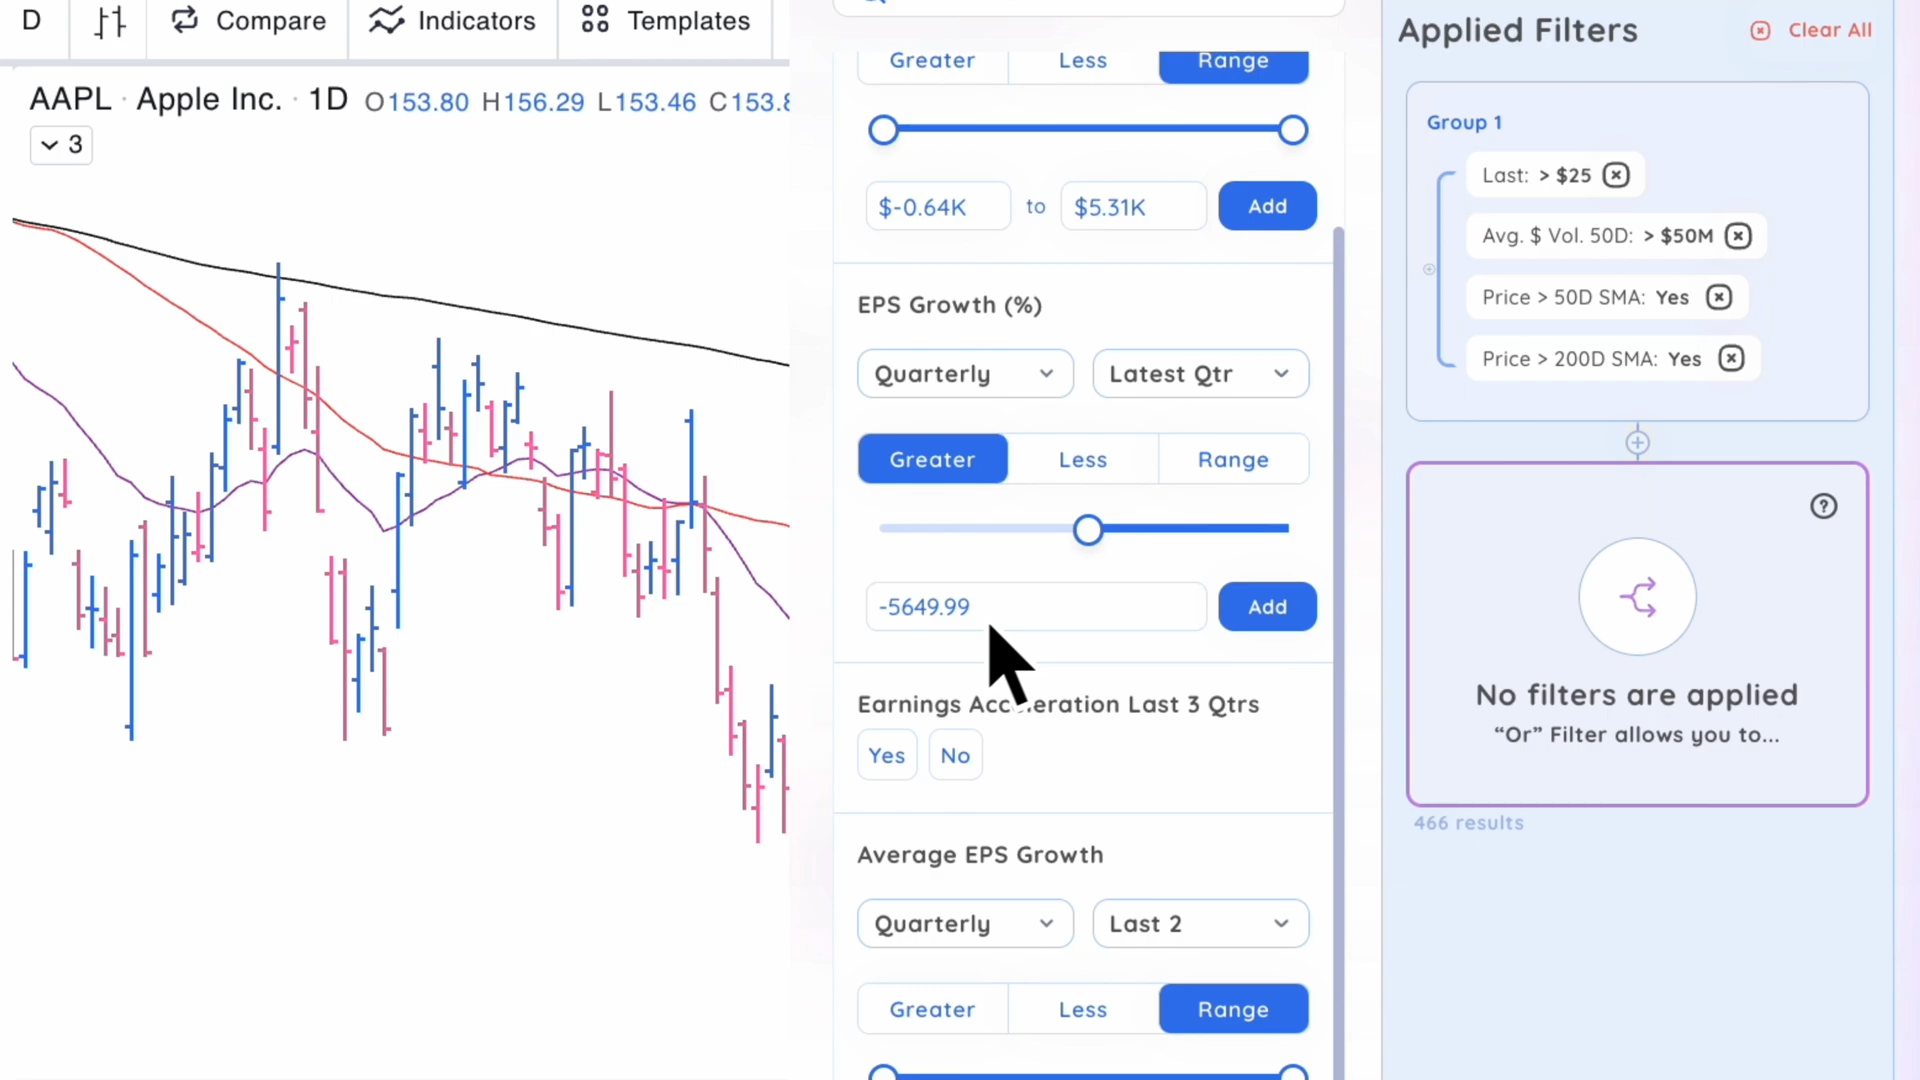 D
Compare
Indicators
Templates
AAPL · Apple Inc. · 1D O153.80 H156.29 L153.46 C153.8
3
Greater
Less
Range
$-0.64K
to
$5.31K
Add
EPS Growth (%)
Quarterly
Latest Qtr
Greater
Less
Range
-5649.99
Add
Earnings Acceleration Last 3 Qtrs
Yes
No
Average EPS Growth
Quarterly
Last 2
Greater
Less
Range
Applied Filters
Clear All
Group 1
Last: > $25
Avg. $ Vol. 50D: > $50M
Price > 50D SMA: Yes
Price > 200D SMA: Yes
?
No filters are applied
“Or” Filter allows you to...
466 results